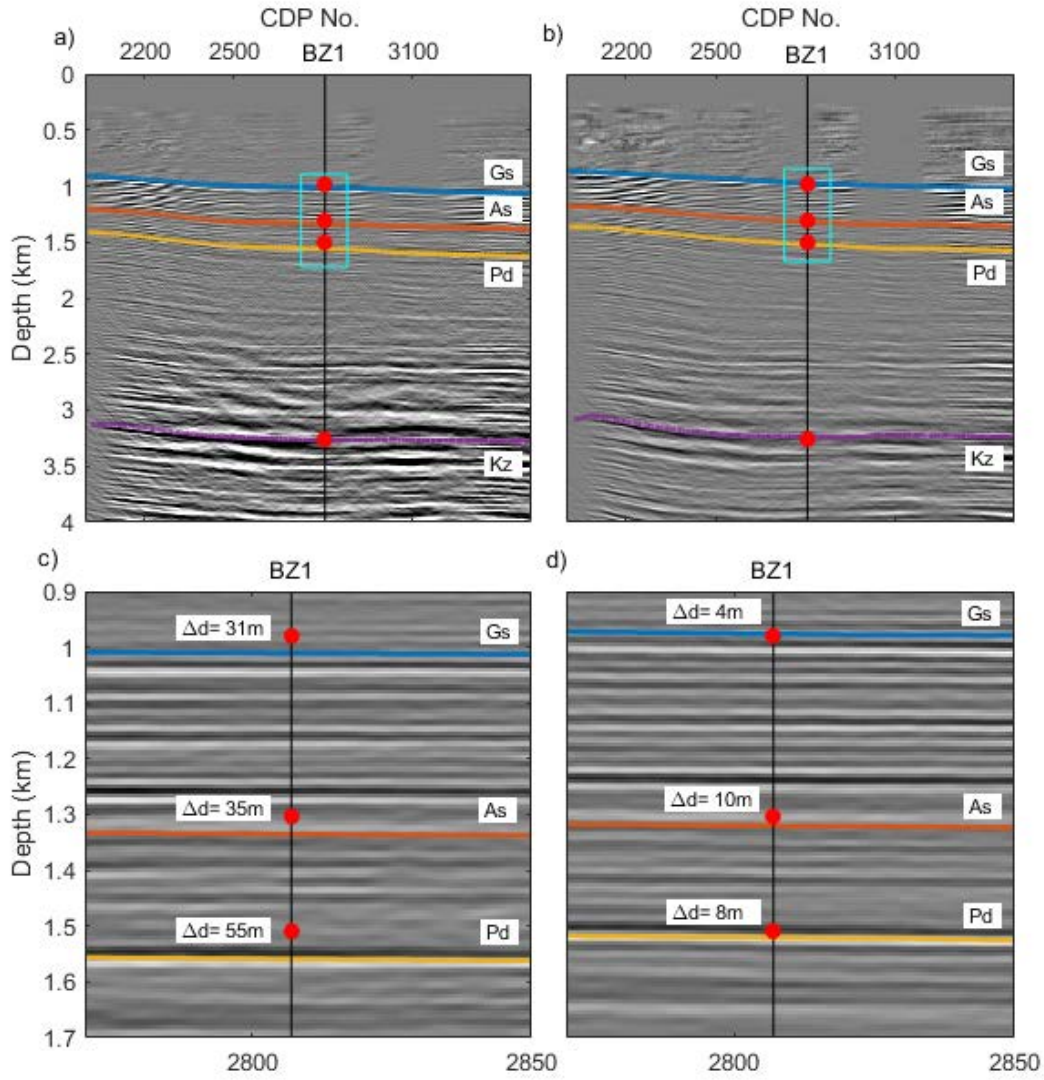 CDP No.
CDP No.
a)
b)
2200 2500 BZ1 3100
2200 2500 BZ1 3100
0
0.5
1
1.5
2
2.5
3
3.5
4
Depth (km)
Gs
As
Pd
Kz
Gs
As
Pd
Kz
c)
BZ1
d)
BZ1
0.9
1
1.1
1.2
1.3
1.4
1.5
1.6
1.7
Depth (km)
Δd= 31m
Gs
Δd= 35m
As
Δd= 55m
Pd
2800 2850
Δd= 4m
Gs
Δd= 10m
As
Δd= 8m
Pd
2800 2850